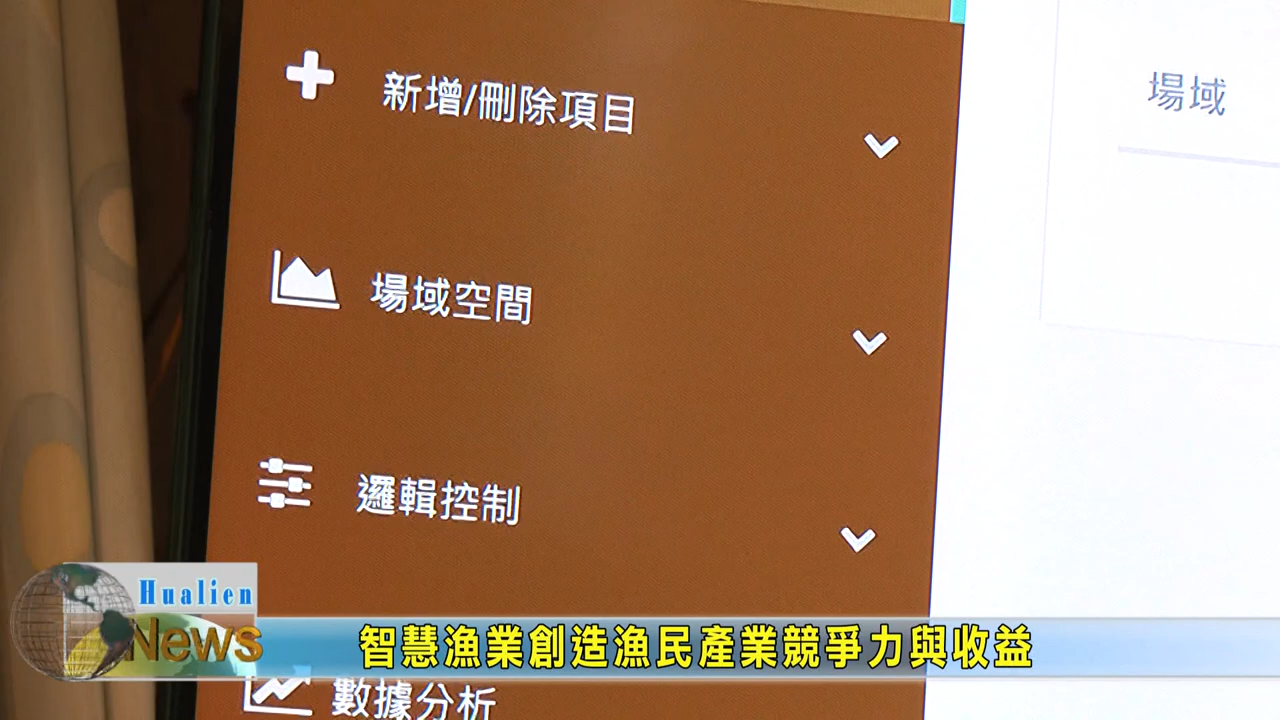 新增/刪除項目
場域
場域空間
邏輯控制
Hualien
News
智慧漁業創造漁民產業競爭力與收益
數據分析